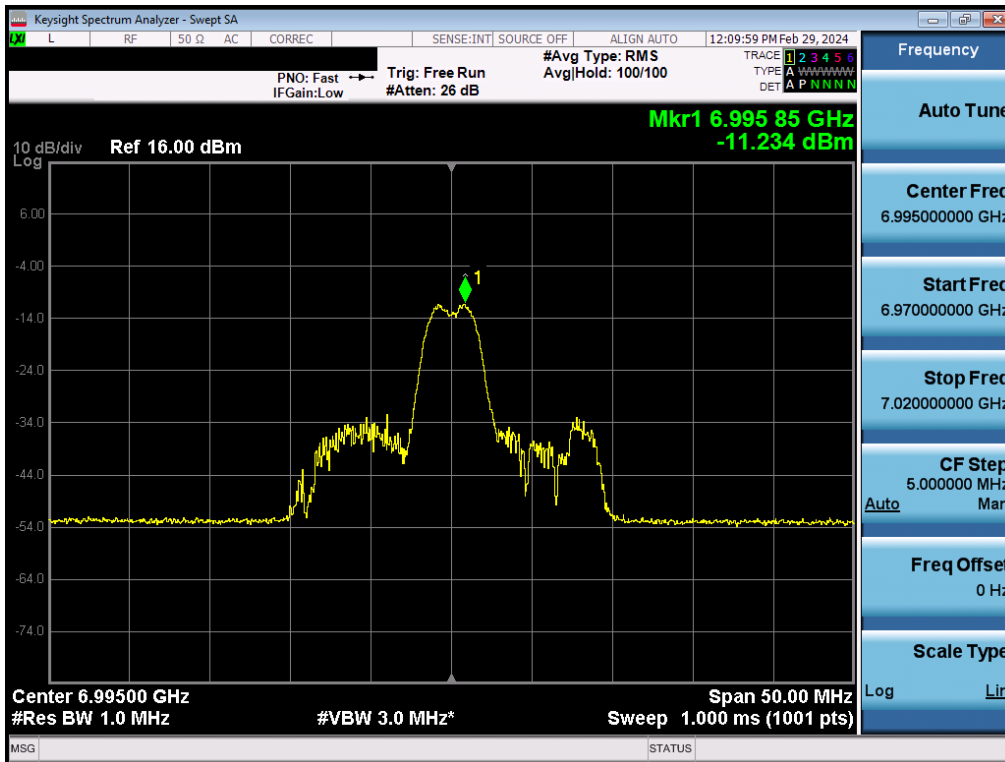 Keysight Spectrum Analyzer - Swept SA
LXI L RF 50 Ω AC CORREC SENSE:INT SOURCE OFF ALIGN AUTO 12:09:59 PM Feb 29, 2024
PNO: Fast Trig: Free Run #Avg Type: RMS TRACE 1 2 3 4 5 6
IFGain:Low #Atten: 26 dB Avg|Hold: 100/100 TYPE A WWWWW
DET A P N N N N
Mkr1 6.995 85 GHz
-11.234 dBm
10 dB/div Ref 16.00 dBm
Log
6.00
-4.00
1
-14.0
-24.0
-34.0
-44.0
-54.0
-64.0
-74.0
Center 6.99500 GHz Span 50.00 MHz
#Res BW 1.0 MHz #VBW 3.0 MHz* Sweep 1.000 ms (1001 pts)
MSG STATUS
Frequency
Auto Tune
Center Freq
6.995000000 GHz
Start Freq
6.970000000 GHz
Stop Freq
7.020000000 GHz
CF Step
5.000000 MHz
Auto Man
Freq Offset
0 Hz
Scale Type
Log Lin